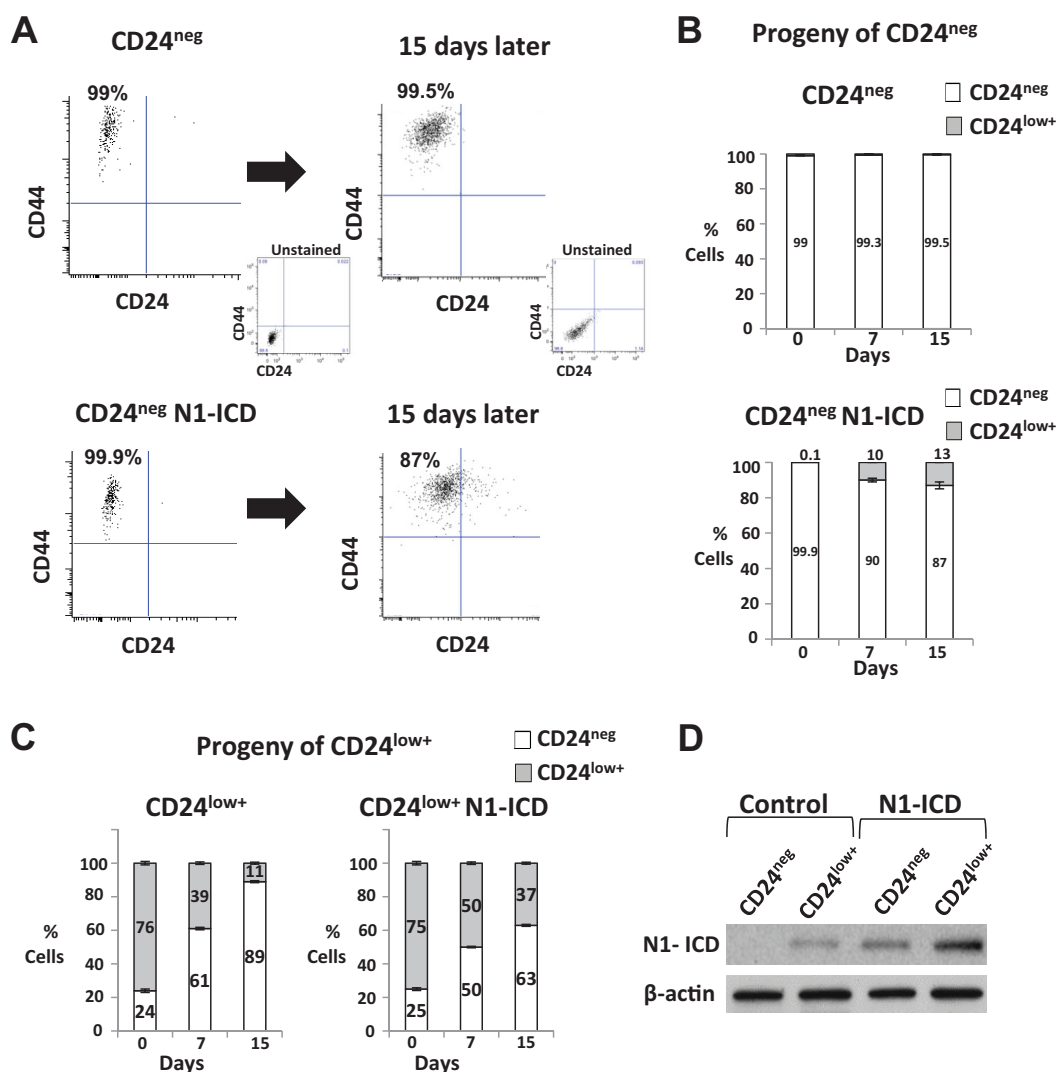 A
CD24neg
15 days later
99%
99.5%
CD44
CD24
CD44
CD24
Unstained
CD44
CD24
Unstained
CD44
CD24
CD24neg N1-ICD
15 days later
99.9%
87%
CD44
CD24
CD44
CD24
B
Progeny of CD24neg
CD24neg
CD24neg
CD24low+
100
80
60
40
20
0
% Cells
99
99.3
99.5
0
7
15
Days
CD24neg N1-ICD
CD24neg
CD24low+
0.1
10
13
100
80
60
40
20
0
% Cells
99.9
90
87
0
7
15
Days
C
Progeny of CD24low+
CD24neg
CD24low+
CD24low+
100
80
60
40
20
0
% Cells
76
39
11
24
61
89
0
7
15
Days
CD24low+ N1-ICD
100
80
60
40
20
0
% Cells
75
50
37
25
50
63
0
7
15
Days
D
Control
N1-ICD
CD24neg
CD24low+
CD24neg
CD24low+
N1- ICD
β-actin